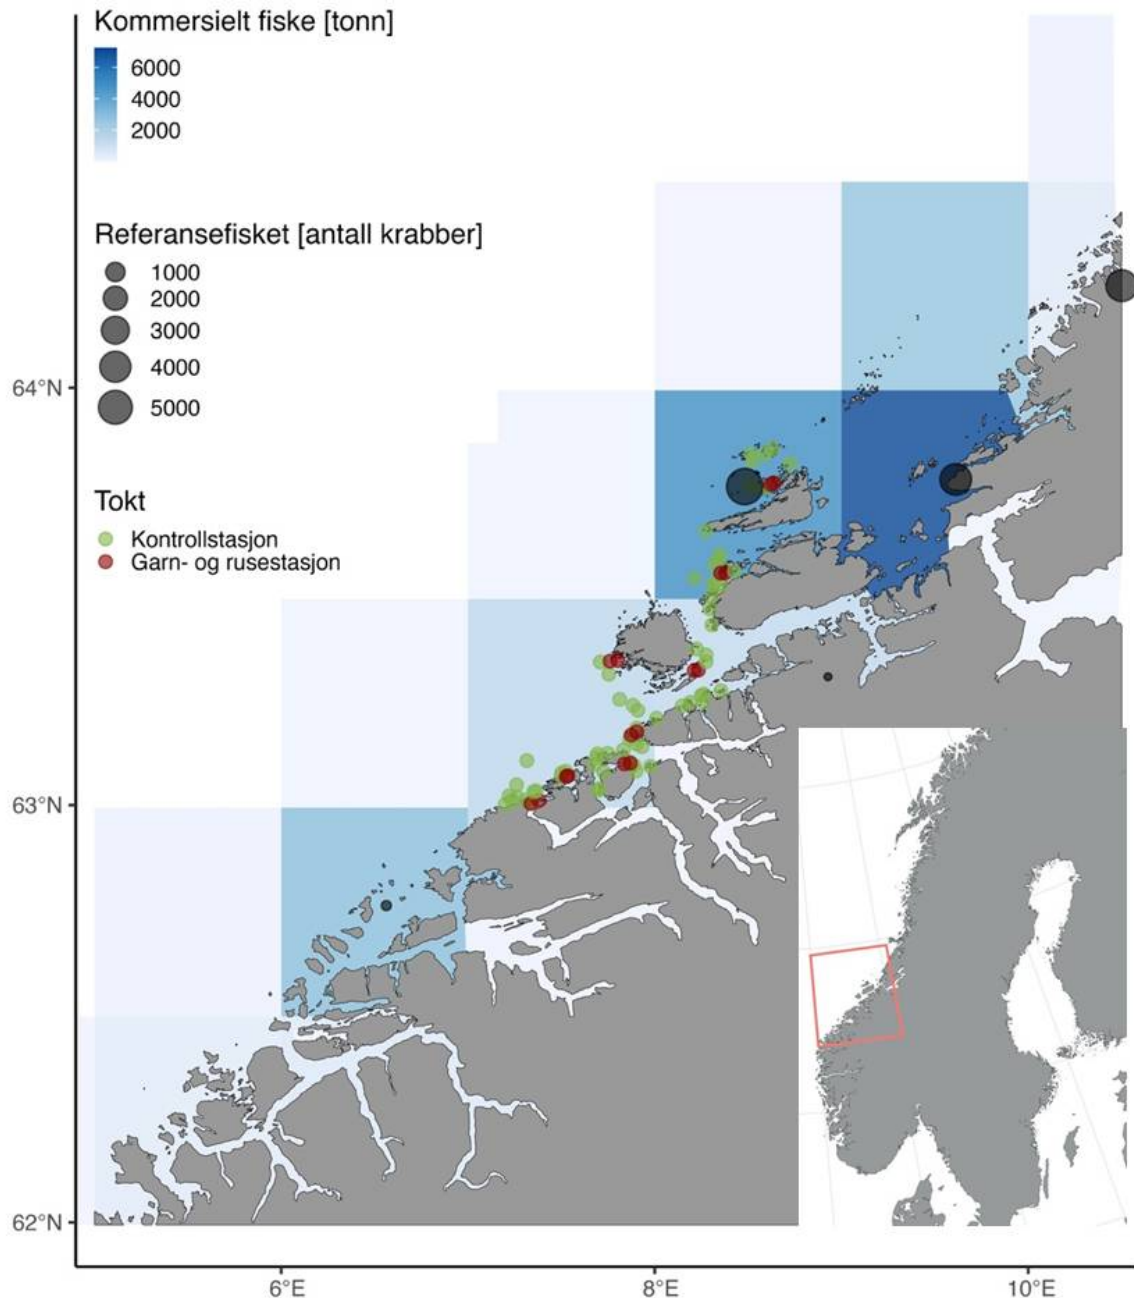 Kommersielt fiske [tonn]
6000
4000
2000
Referansefisket [antall krabber]
1000
2000
3000
4000
5000
Tokt
Kontrollstasjon
Garn- og rusestasjon
64°N
63°N
62°N
6°E
8°E
10°E